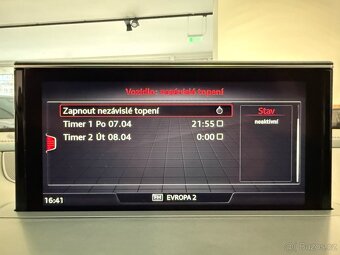 Vozidlo: nezávislé topení
Zapnout nezávislé topení
Stav
neaktivní
Timer 1 Po 07.04 21:55
Timer 2 Út 08.04 0:00
16:41
EVROPA 2